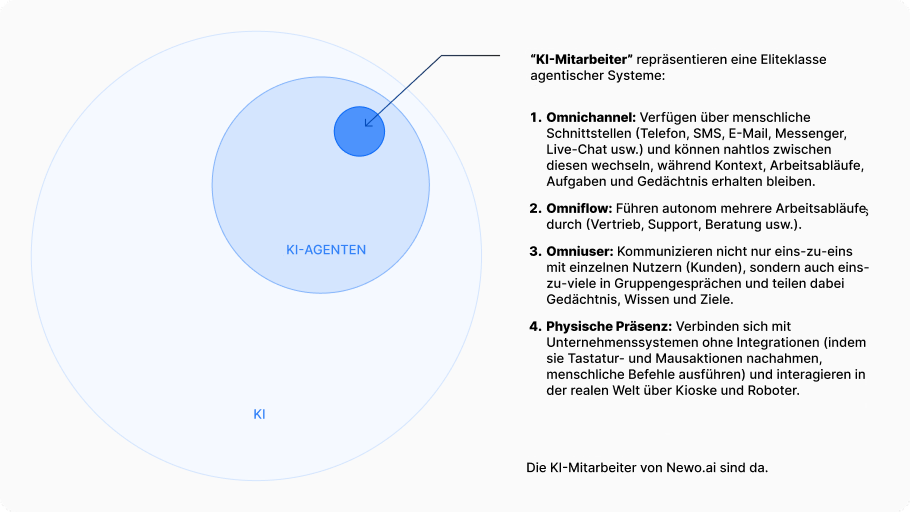 “KI-Mitarbeiter” repräsentieren eine Eliteklasse
agentischer Systeme:
1. Omnichannel: Verfügen über menschliche
Schnittstellen (Telefon, SMS, E-Mail, Messenger,
Live-Chat usw.) und können nahtlos zwischen
diesen wechseln, während Kontext, Arbeitsabläufe,
Aufgaben und Gedächtnis erhalten bleiben.
2. Omniflow: Führen autonom mehrere Arbeitsabläufe;
durch (Vertrieb, Support, Beratung usw.).
3. Omniuser: Kommunizieren nicht nur eins-zu-eins
mit einzelnen Nutzern (Kunden), sondern auch eins-
zu-viele in Gruppengesprächen und teilen dabei
Gedächtnis, Wissen und Ziele.
4. Physische Präsenz: Verbinden sich mit
Unternehmenssystemen ohne Integrationen (indem
sie Tastatur- und Mausaktionen nachahmen,
menschliche Befehle ausführen) und interagieren in
der realen Welt über Kioske und Roboter.
Die KI-Mitarbeiter von Newo.ai sind da.
KI-AGENTEN
KI